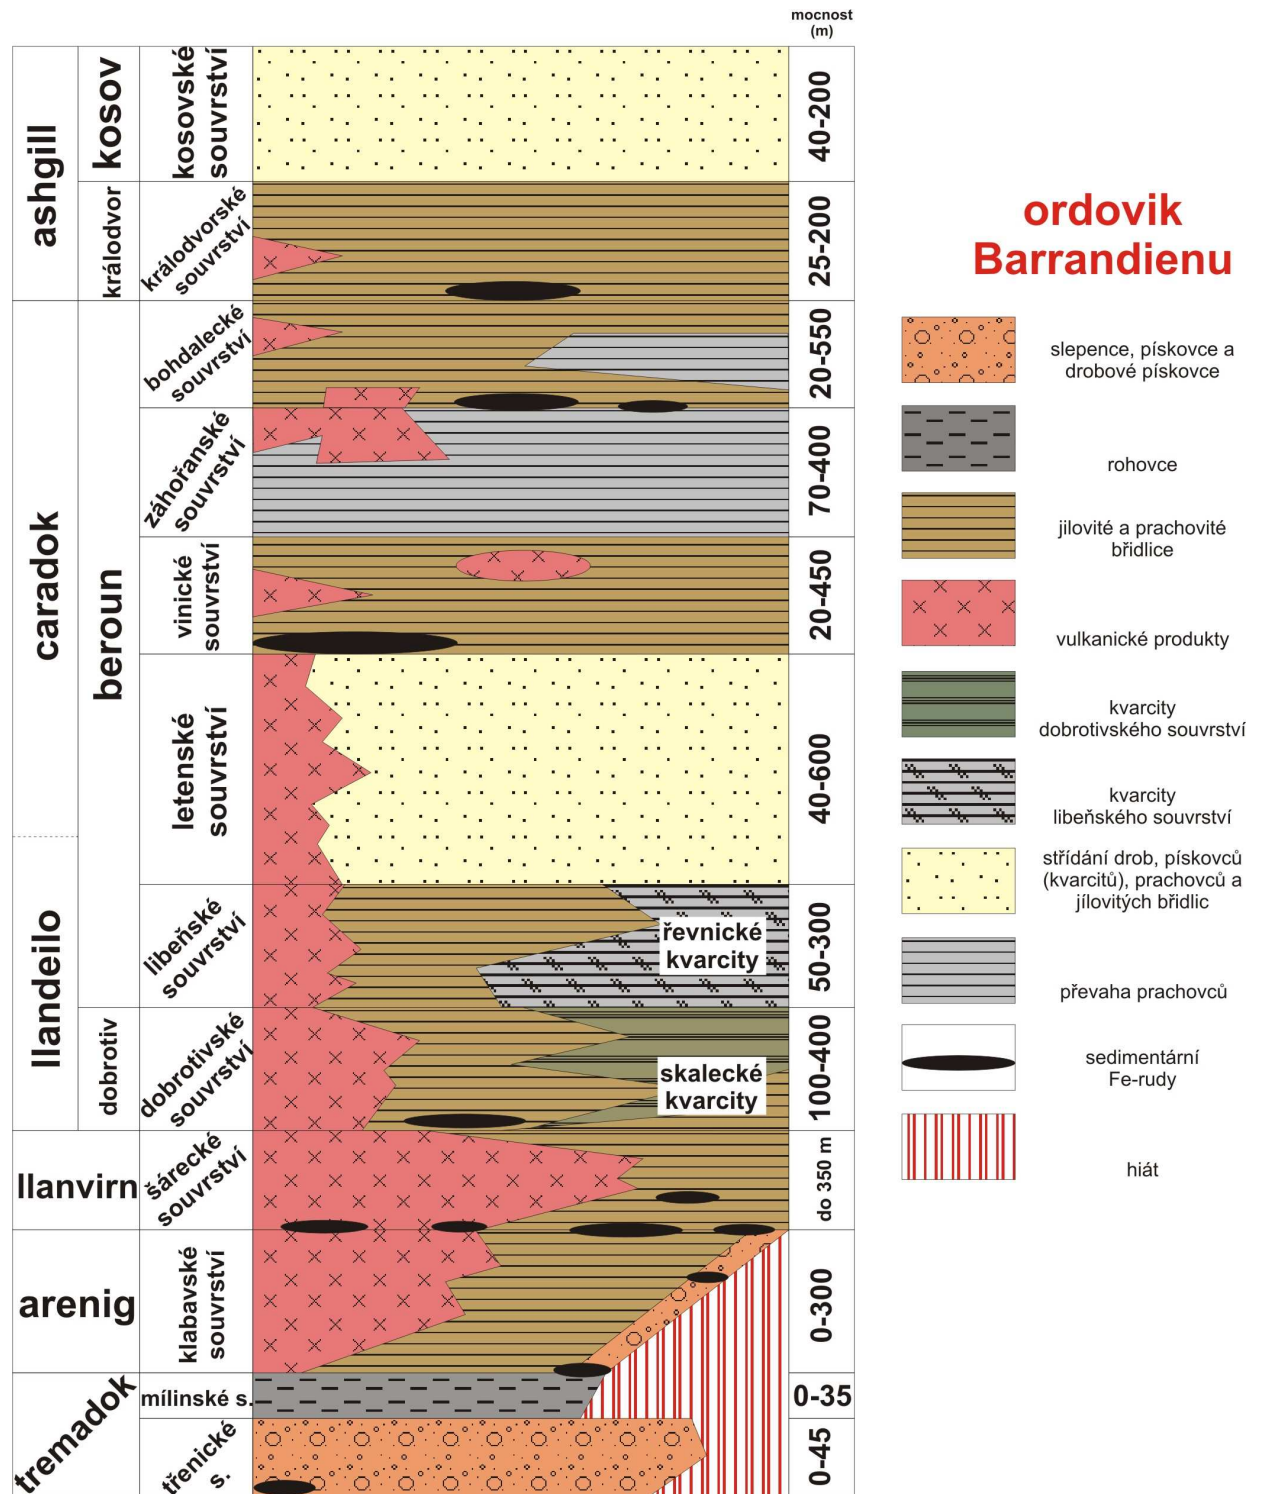 mocnost
(m)
ashgill
kosov
kosovské
souvrství
40-200
králodvor
králodvorské
souvrství
25-200
caradok
beroun
bohdalecké
souvrství
20-550
záhořanské
souvrství
70-400
vinické
souvrství
20-450
letenské
souvrství
40-600
llandeilo
libeňské
souvrství
řevnické
kvarcity
50-300
dobrotiv
dobrotivské
souvrství
skalecké
kvarcity
100-400
llanvirn
šárecké
souvrství
do 350 m
arenig
klabavské
souvrství
0-300
tremadok
mílinské s.
0-35
třenické
s.
0-45
ordovik
Barrandienu
slepence, pískovce a
drobové pískovce
rohovce
jilovité a prachovité
břidlice
vulkanické produkty
kvarcity
dobrotivského souvrství
kvarcity
libeňského souvrství
střídání drob, pískovců
(kvarcitů), prachovců a
jílovitých břidlic
převaha prachovců
sedimentární
Fe-rudy
hiát